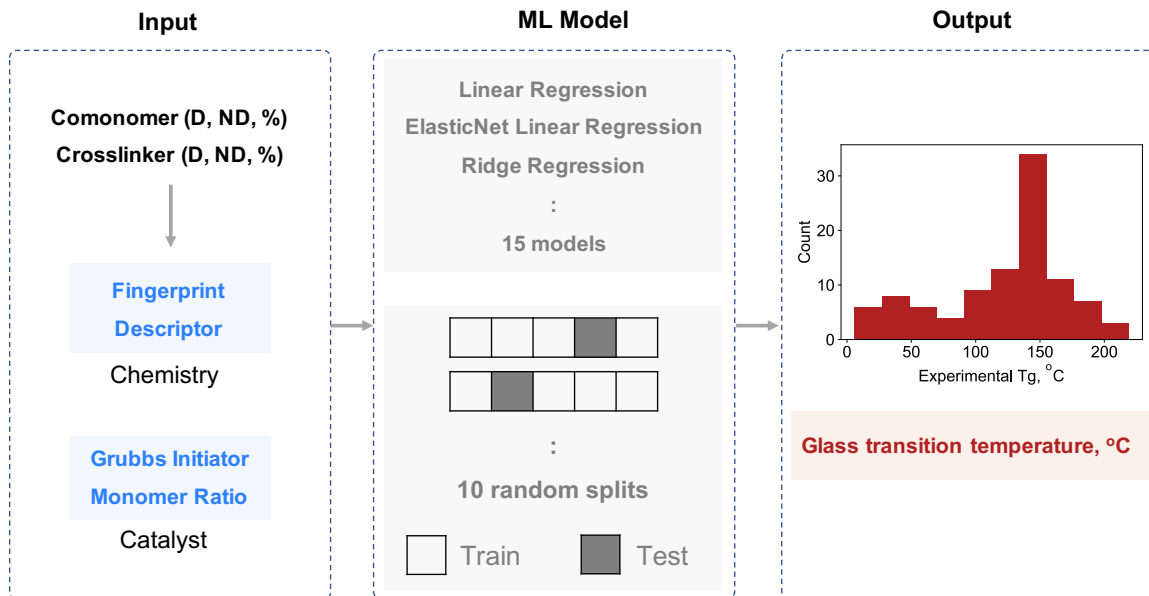 Input
Comonomer (D, ND, %)
Crosslinker (D, ND, %)
Fingerprint
Descriptor
Chemistry
Grubbs Initiator
Monomer Ratio
Catalyst
ML Model
Linear Regression
ElasticNet Linear Regression
Ridge Regression
:
15 models
:
10 random splits
Train
Test
Output
Count
30
20
10
0
0 50 100 150 200
Experimental Tg, °C
Glass transition temperature, °C